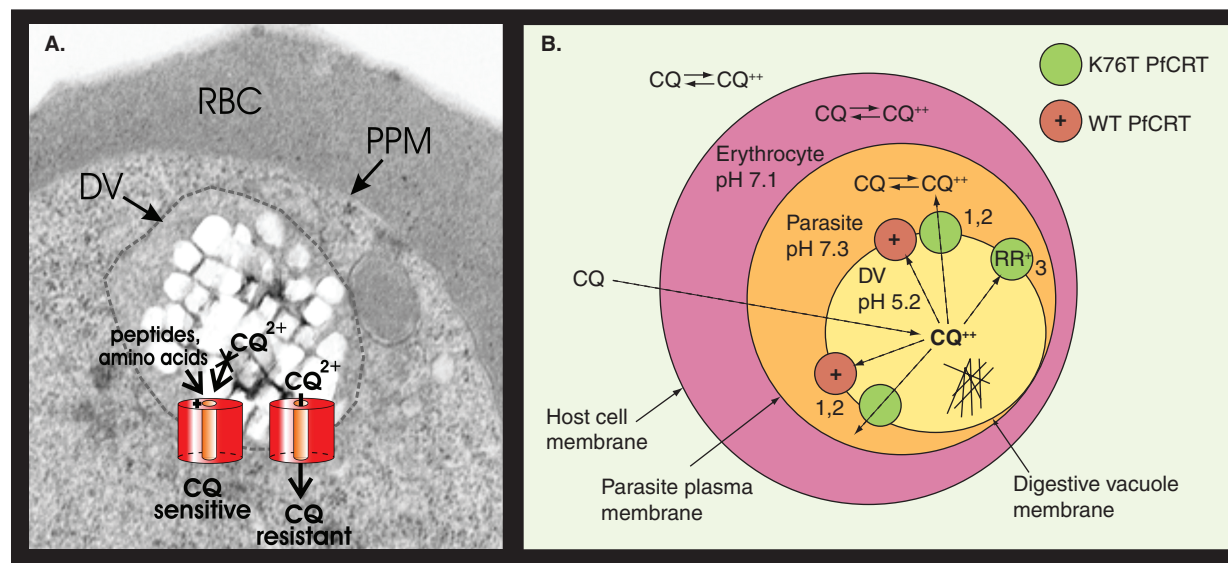 A.
RBC
PPM
DV
peptides,
amino acids
CQ²⁺
CQ²⁺
+
CQ
sensitive
CQ
resistant
B.
K76T PfCRT
+
WT PfCRT
CQ ⇌ CQ⁺⁺
CQ ⇌ CQ⁺⁺
Erythrocyte
pH 7.1
CQ ⇌ CQ⁺⁺
Parasite
pH 7.3
1,2
+
RR⁺
3
DV
pH 5.2
CQ
CQ⁺⁺
+
1,2
Host cell
membrane
Parasite plasma
membrane
Digestive vacuole
membrane